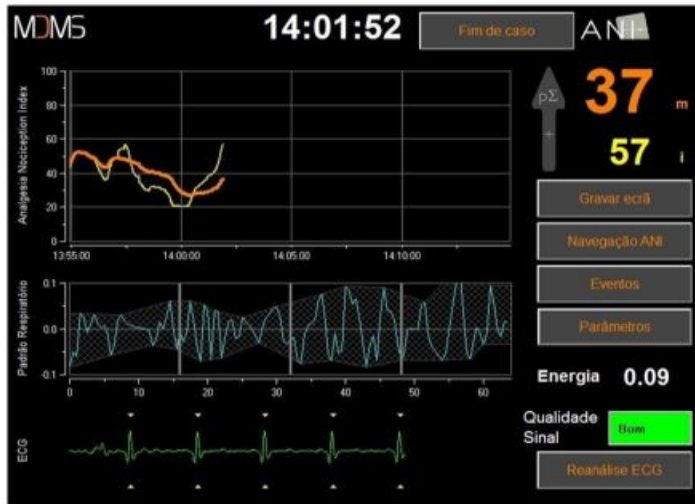 MDMS 14:01:52 Fim de caso ANI
Analgesia Nociception Index
100
80
60
40
20
0
13:55:00 14:00:00 14:05:00 14:10:00
pΣ
+
37 m
57 i
Gravar ecrã
Navegação ANI
Eventos
Parâmetros
Padrão Respiratório
0.1
0.0
-0.1
0 10 20 30 40 50 60
Energia 0.09
Qualidade
Sinal
Bom
ECG
Reanálise ECG